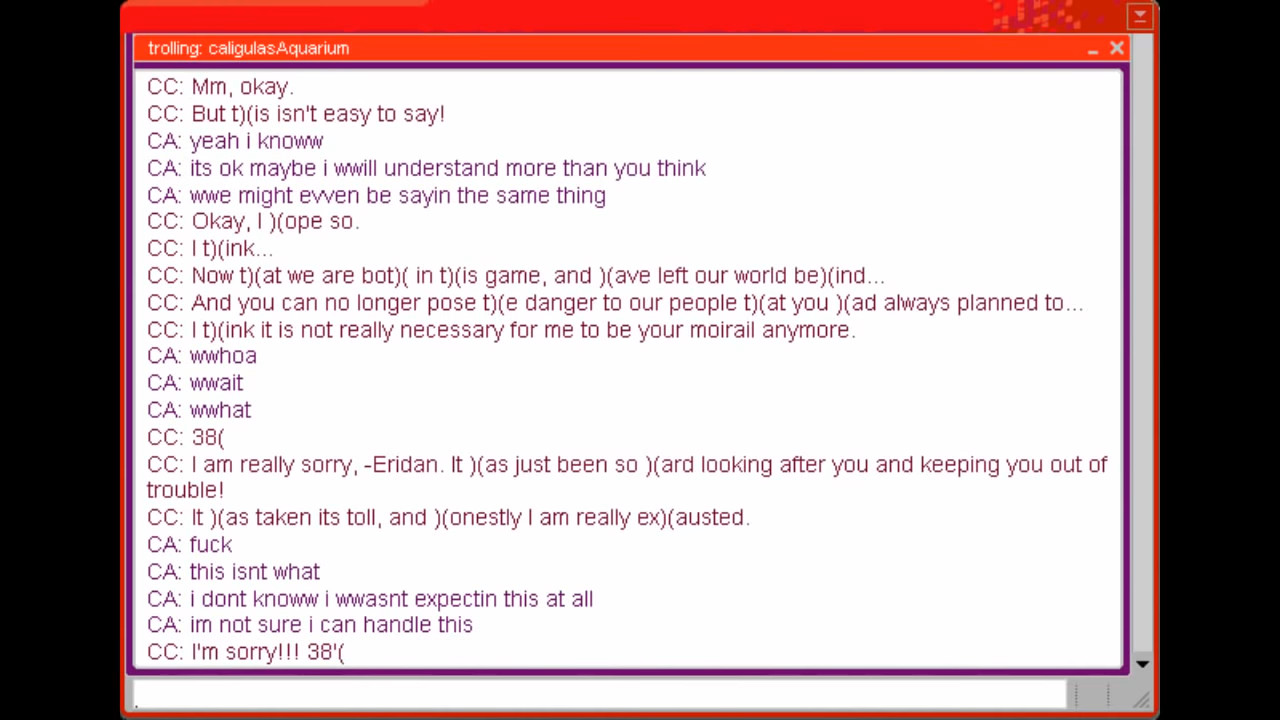 trolling: caligulasAquarium
CC: Mm, okay.
CC: But t)(is isn't easy to say!
CA: yeah i knoww
CA: its ok maybe i wwill understand more than you think
CA: wwe might evven be sayin the same thing
CC: Okay, I )(ope so.
CC: I t)(ink...
CC: Now t)(at we are bot)( in t)(is game, and )(ave left our world be)(ind...
CC: And you can no longer pose t)(e danger to our people t)(at you )(ad always planned to...
CC: I t)(ink it is not really necessary for me to be your moirail anymore.
CA: wwhoa
CA: wwait
CA: wwhat
CC: 38(
CC: I am really sorry, -Eridan. It )(as just been so )(ard looking after you and keeping you out of
trouble!
CC: It )(as taken its toll, and )(onestly I am really ex)(austed.
CA: fuck
CA: this isnt what
CA: i dont knoww i wwasnt expectin this at all
CA: im not sure i can handle this
CC: I'm sorry!!! 38'(